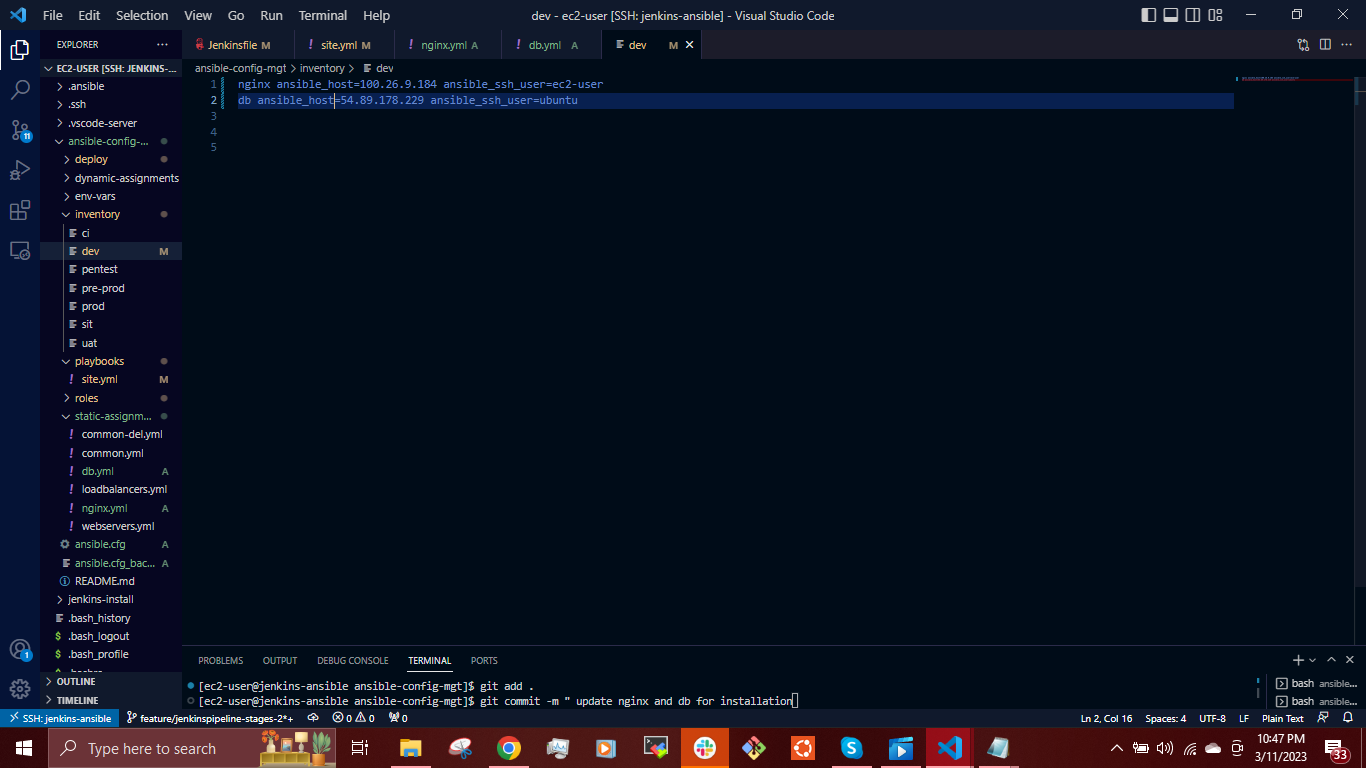 File Edit Selection View Go Run Terminal Help
dev - ec2-user [SSH: jenkins-ansible] - Visual Studio Code
EXPLORER
EC2-USER [SSH: JENKINS-...
.ansible
.ssh
.vscode-server
ansible-config-...
deploy
dynamic-assignments
env-vars
inventory
ci
dev M
pentest
pre-prod
prod
sit
uat
playbooks
! site.yml M
roles
static-assignm...
! common-del.yml
! common.yml
! db.yml A
! loadbalancers.yml
! nginx.yml A
! webservers.yml
ansible.cfg A
ansible.cfg_bac... A
README.md
jenkins-install
.bash_history
$ .bash_logout
$ .bash_profile
OUTLINE
TIMELINE
11
1
Jenkinsfile M
! site.yml M
! nginx.yml A
! db.yml A
dev M
ansible-config-mgt > inventory > dev
1 nginx ansible_host=100.26.9.184 ansible_ssh_user=ec2-user
2 db ansible_host=54.89.178.229 ansible_ssh_user=ubuntu
3
4
5
PROBLEMS OUTPUT DEBUG CONSOLE TERMINAL PORTS
[ec2-user@jenkins-ansible ansible-config-mgt]$ git add .
[ec2-user@jenkins-ansible ansible-config-mgt]$ git commit -m " update nginx and db for installation
bash ansible...
bash ansible...
SSH: jenkins-ansible feature/jenkinspipeline-stages-2*+ 0 0 0
Ln 2, Col 16 Spaces: 4 UTF-8 LF Plain Text
Type here to search
10:47 PM
3/11/2023
33